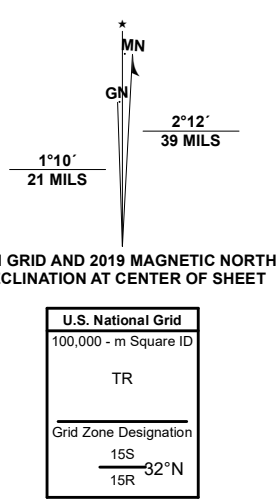 ★
MN
GN
2°12´
39 MILS
1°10´
21 MILS
GRID AND 2019 MAGNETIC NORTH
CLINATION AT CENTER OF SHEET
U.S. National Grid
100,000 - m Square ID
TR
Grid Zone Designation
15S
32°N
15R